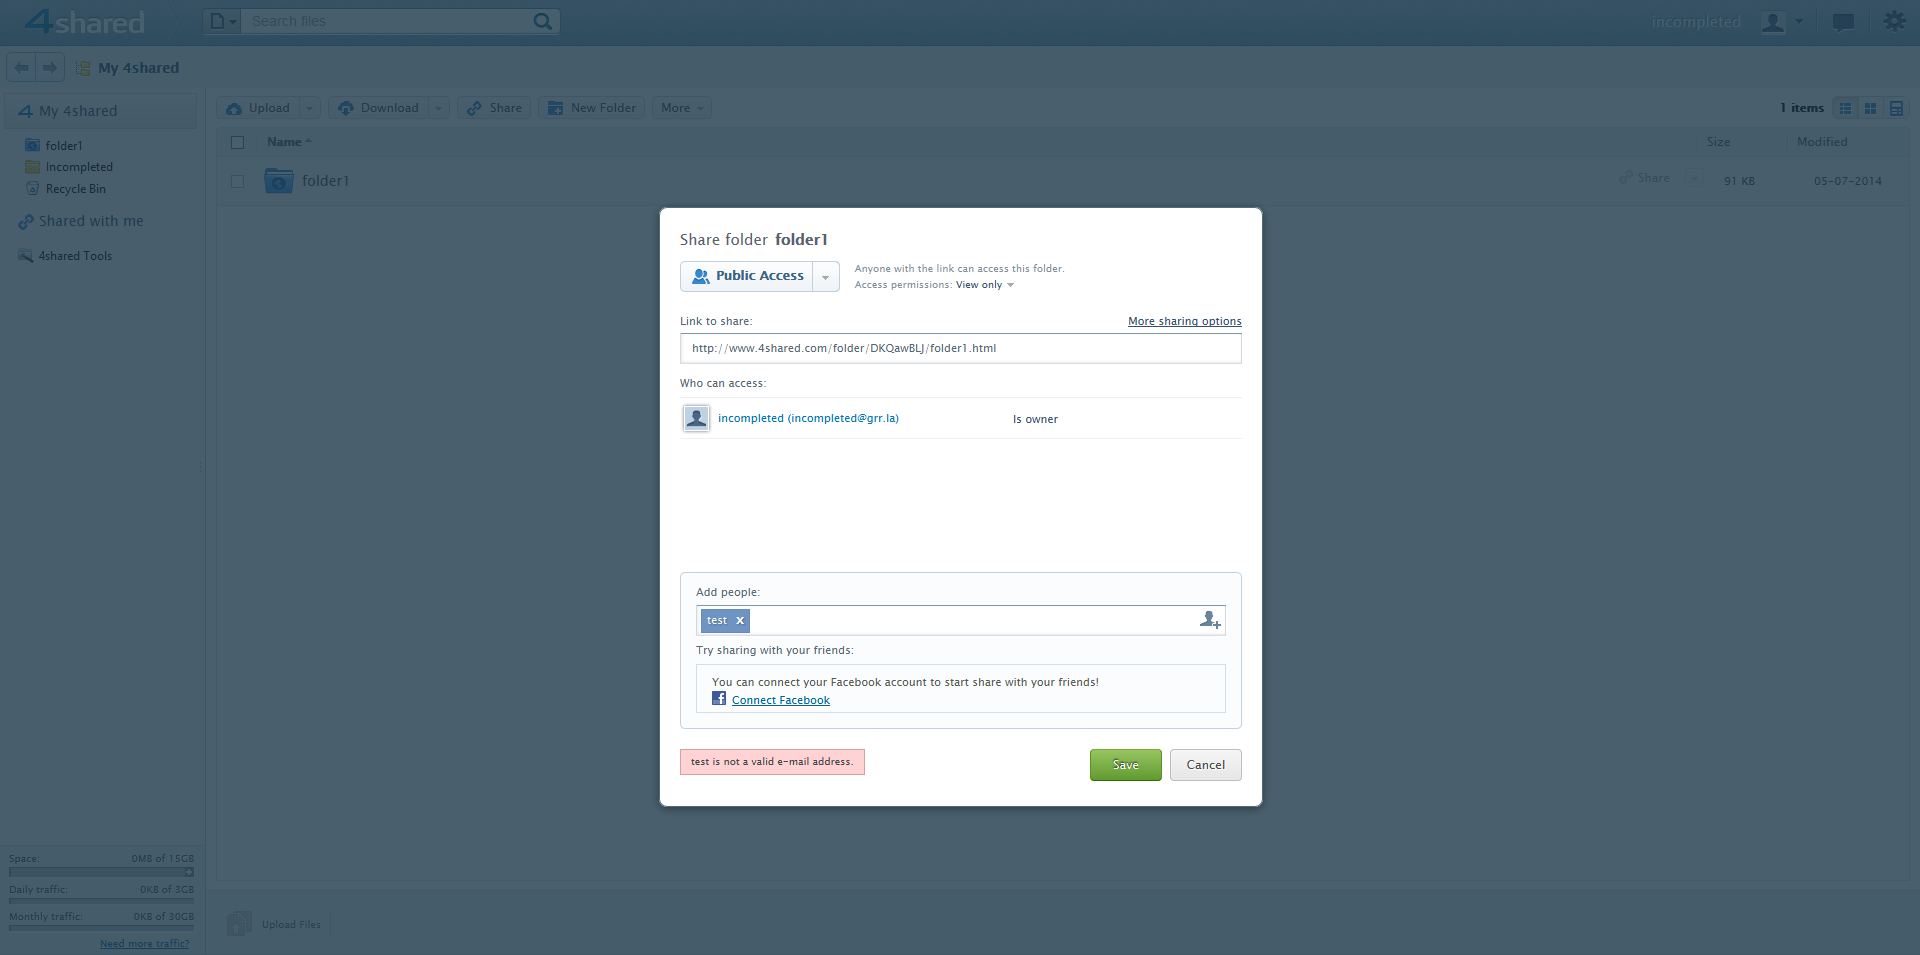 4shared
Search files
incompleted
My 4shared
My 4shared
folder1
Incompleted
Recycle Bin
Shared with me
4shared Tools
Upload
Download
Share
New Folder
More
1 items
Name
Size
Modified
folder1
Share
91 KB
05-07-2014
Share folder folder1
Public Access
Anyone with the link can access this folder.
Access permissions: View only
Link to share:
More sharing options
http://www.4shared.com/folder/DKQawBLJ/folder1.html
Who can access:
incompleted (incompleted@grr.la)
Is owner
Add people:
test x
Try sharing with your friends:
You can connect your Facebook account to start share with your friends!
Connect Facebook
test is not a valid e-mail address.
Save
Cancel
Space: 0MB of 15GB
Daily traffic: 0KB of 3GB
Monthly traffic: 0KB of 30GB
Need more traffic?
Upload Files